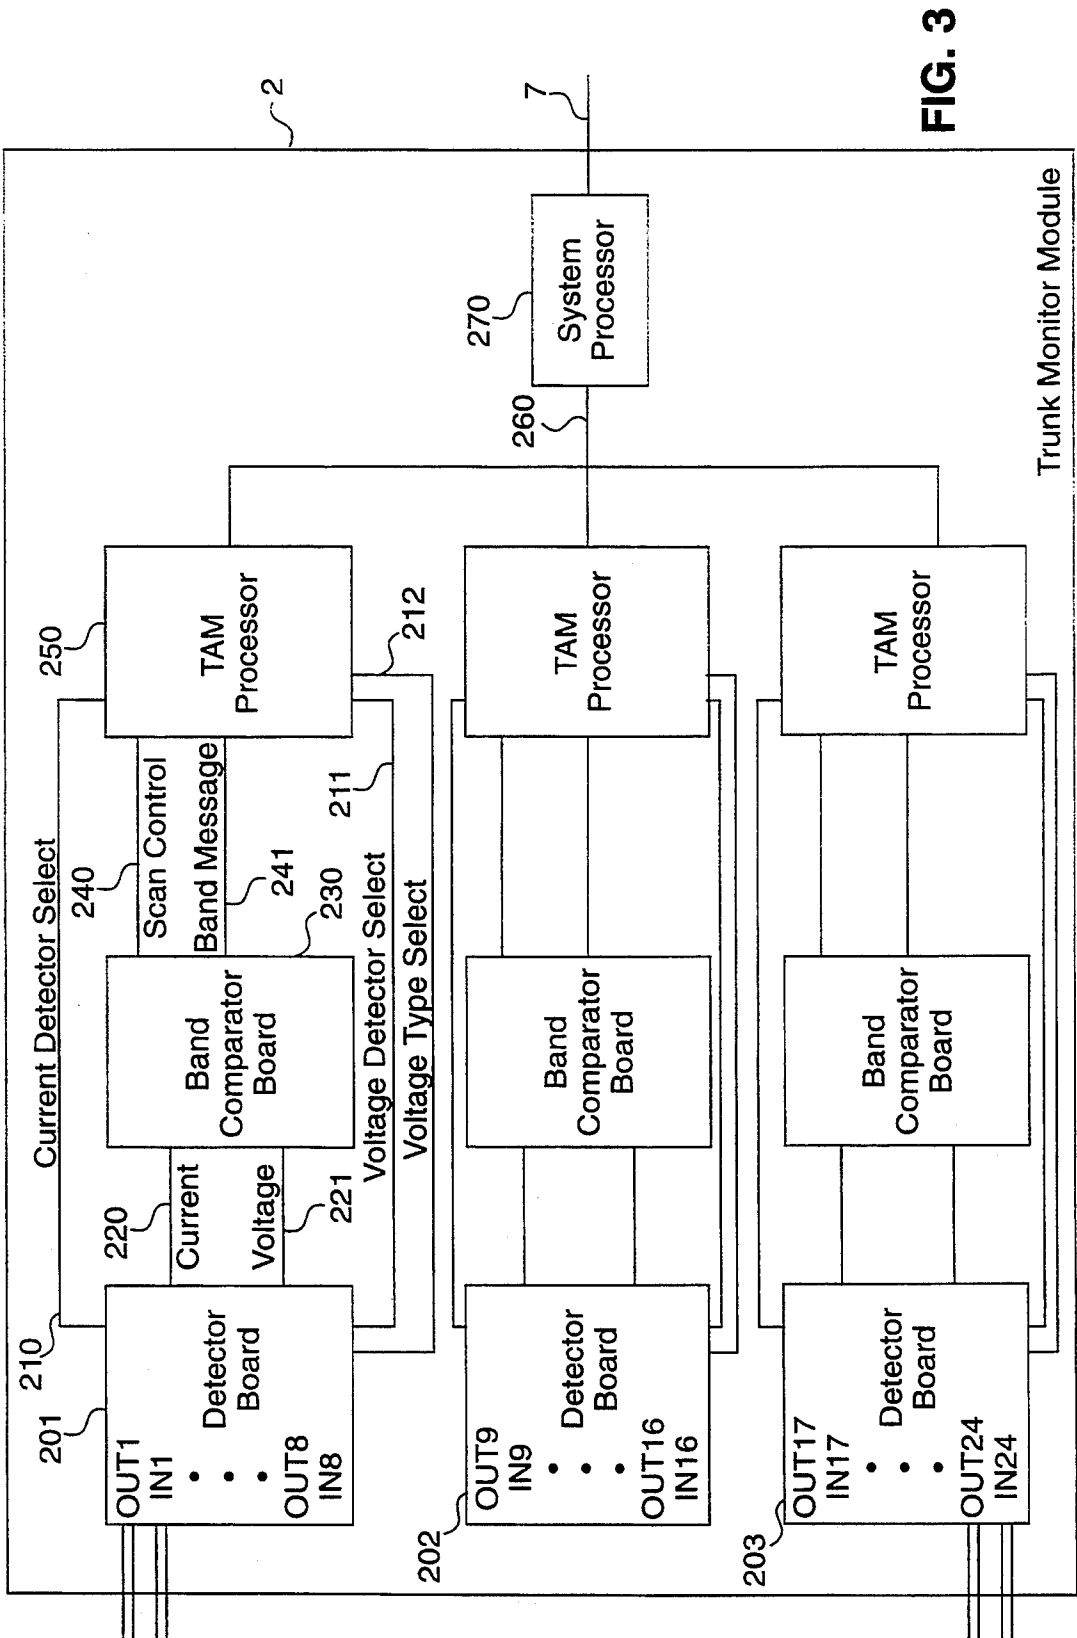 FIG. 3
2
7
Trunk Monitor Module
210
Current Detector Select
201
OUT1
IN1
OUT8
IN8
Detector
Board
220
Current
Voltage
221
Band
Comparator
Board
230
240
Scan Control
Band Message
241
250
TAM
Processor
211
212
Voltage Detector Select
Voltage Type Select
260
270
System
Processor
202
OUT9
IN9
OUT16
IN16
Detector
Board
Band
Comparator
Board
TAM
Processor
203
OUT17
IN17
OUT24
IN24
Detector
Board
Band
Comparator
Board
TAM
Processor